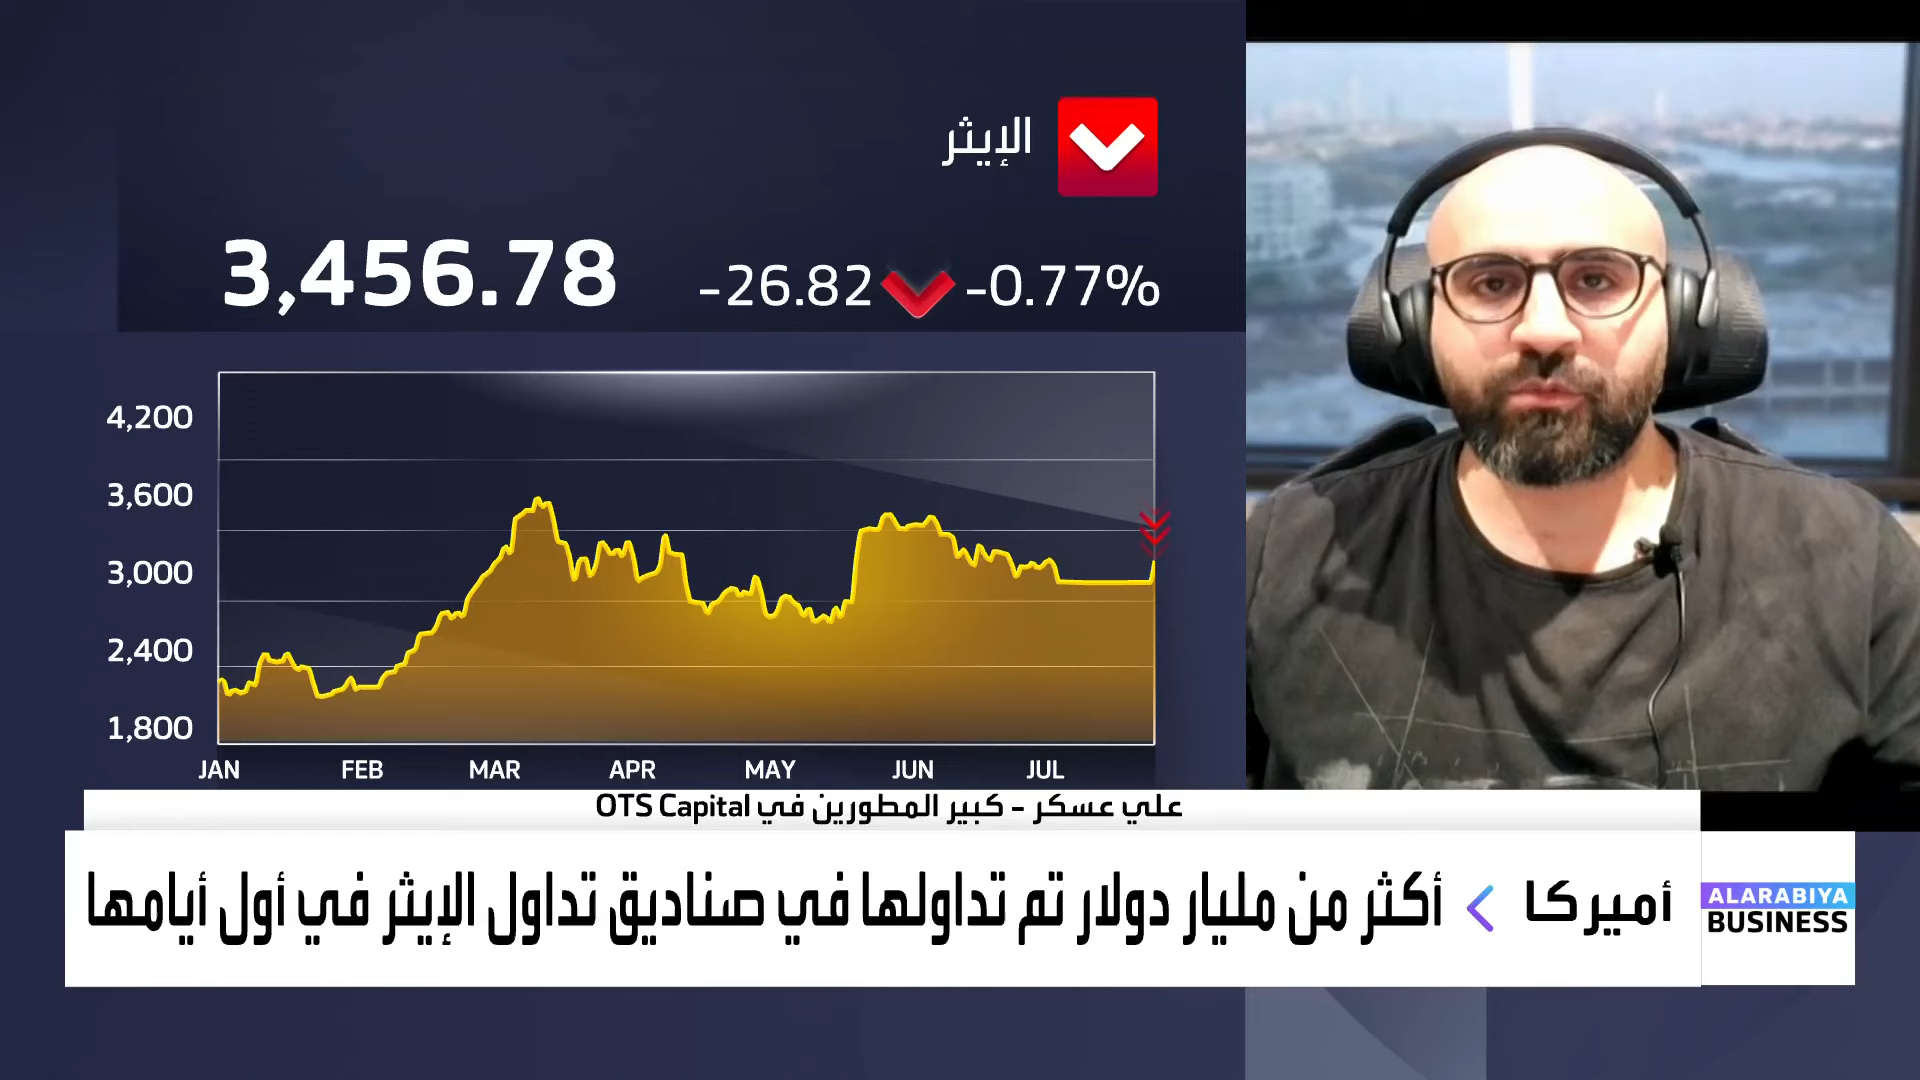 الإيثر
3,456.78 -26.82 -0.77%
4,200
3,600
3,000
2,400
1,800
JAN FEB MAR APR MAY JUN JUL
علي عسكر - كبير المطورين في OTS Capital
أميركا > أكثر من مليار دولار تم تداولها في صناديق تداول الإيثر في أول أيامها
ALARABIYA
BUSINESS